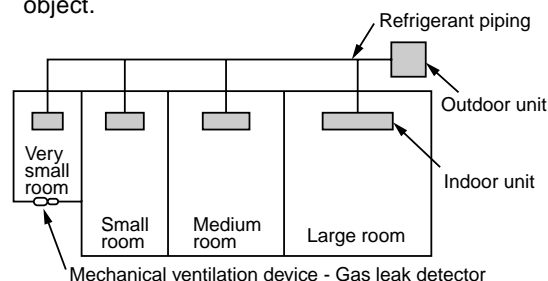 object.
Refrigerant piping
Outdoor unit
Very
small
room
Indoor unit
Small
room
Medium
room
Large room
Mechanical ventilation device - Gas leak detector